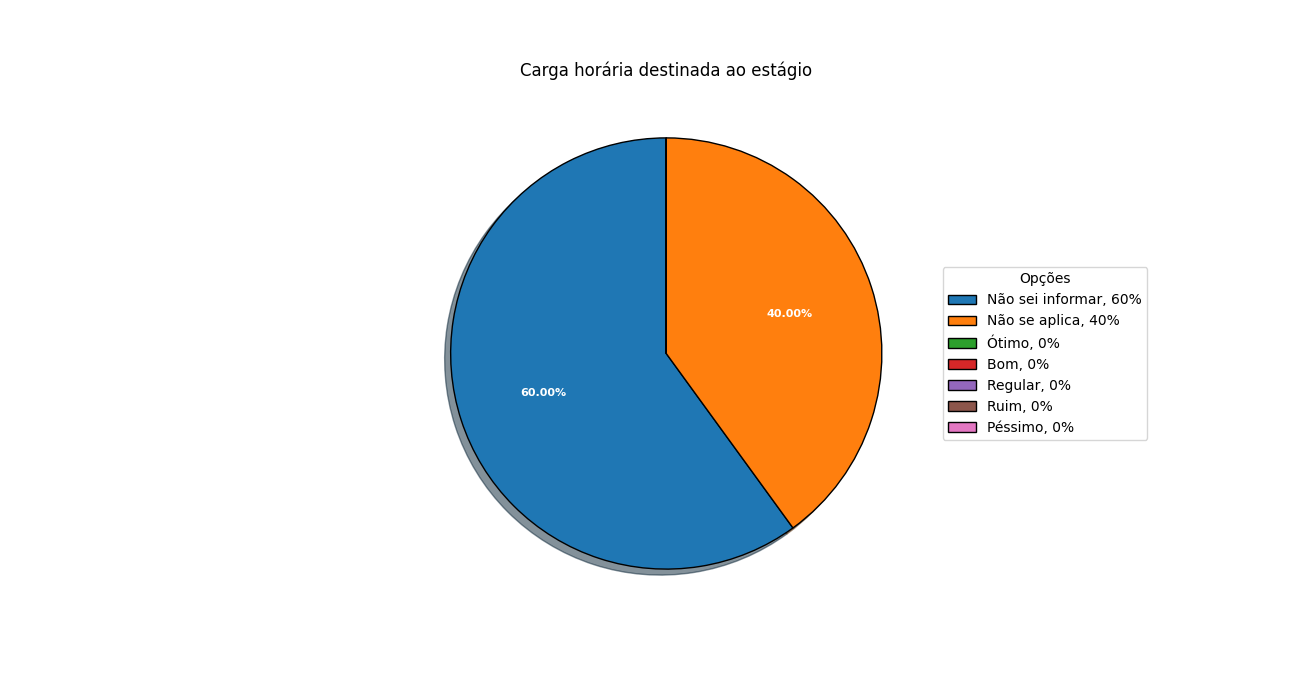 Carga horária destinada ao estágio
40.00%
60.00%
Opções
Não sei informar, 60%
Não se aplica, 40%
Ótimo, 0%
Bom, 0%
Regular, 0%
Ruim, 0%
Péssimo, 0%